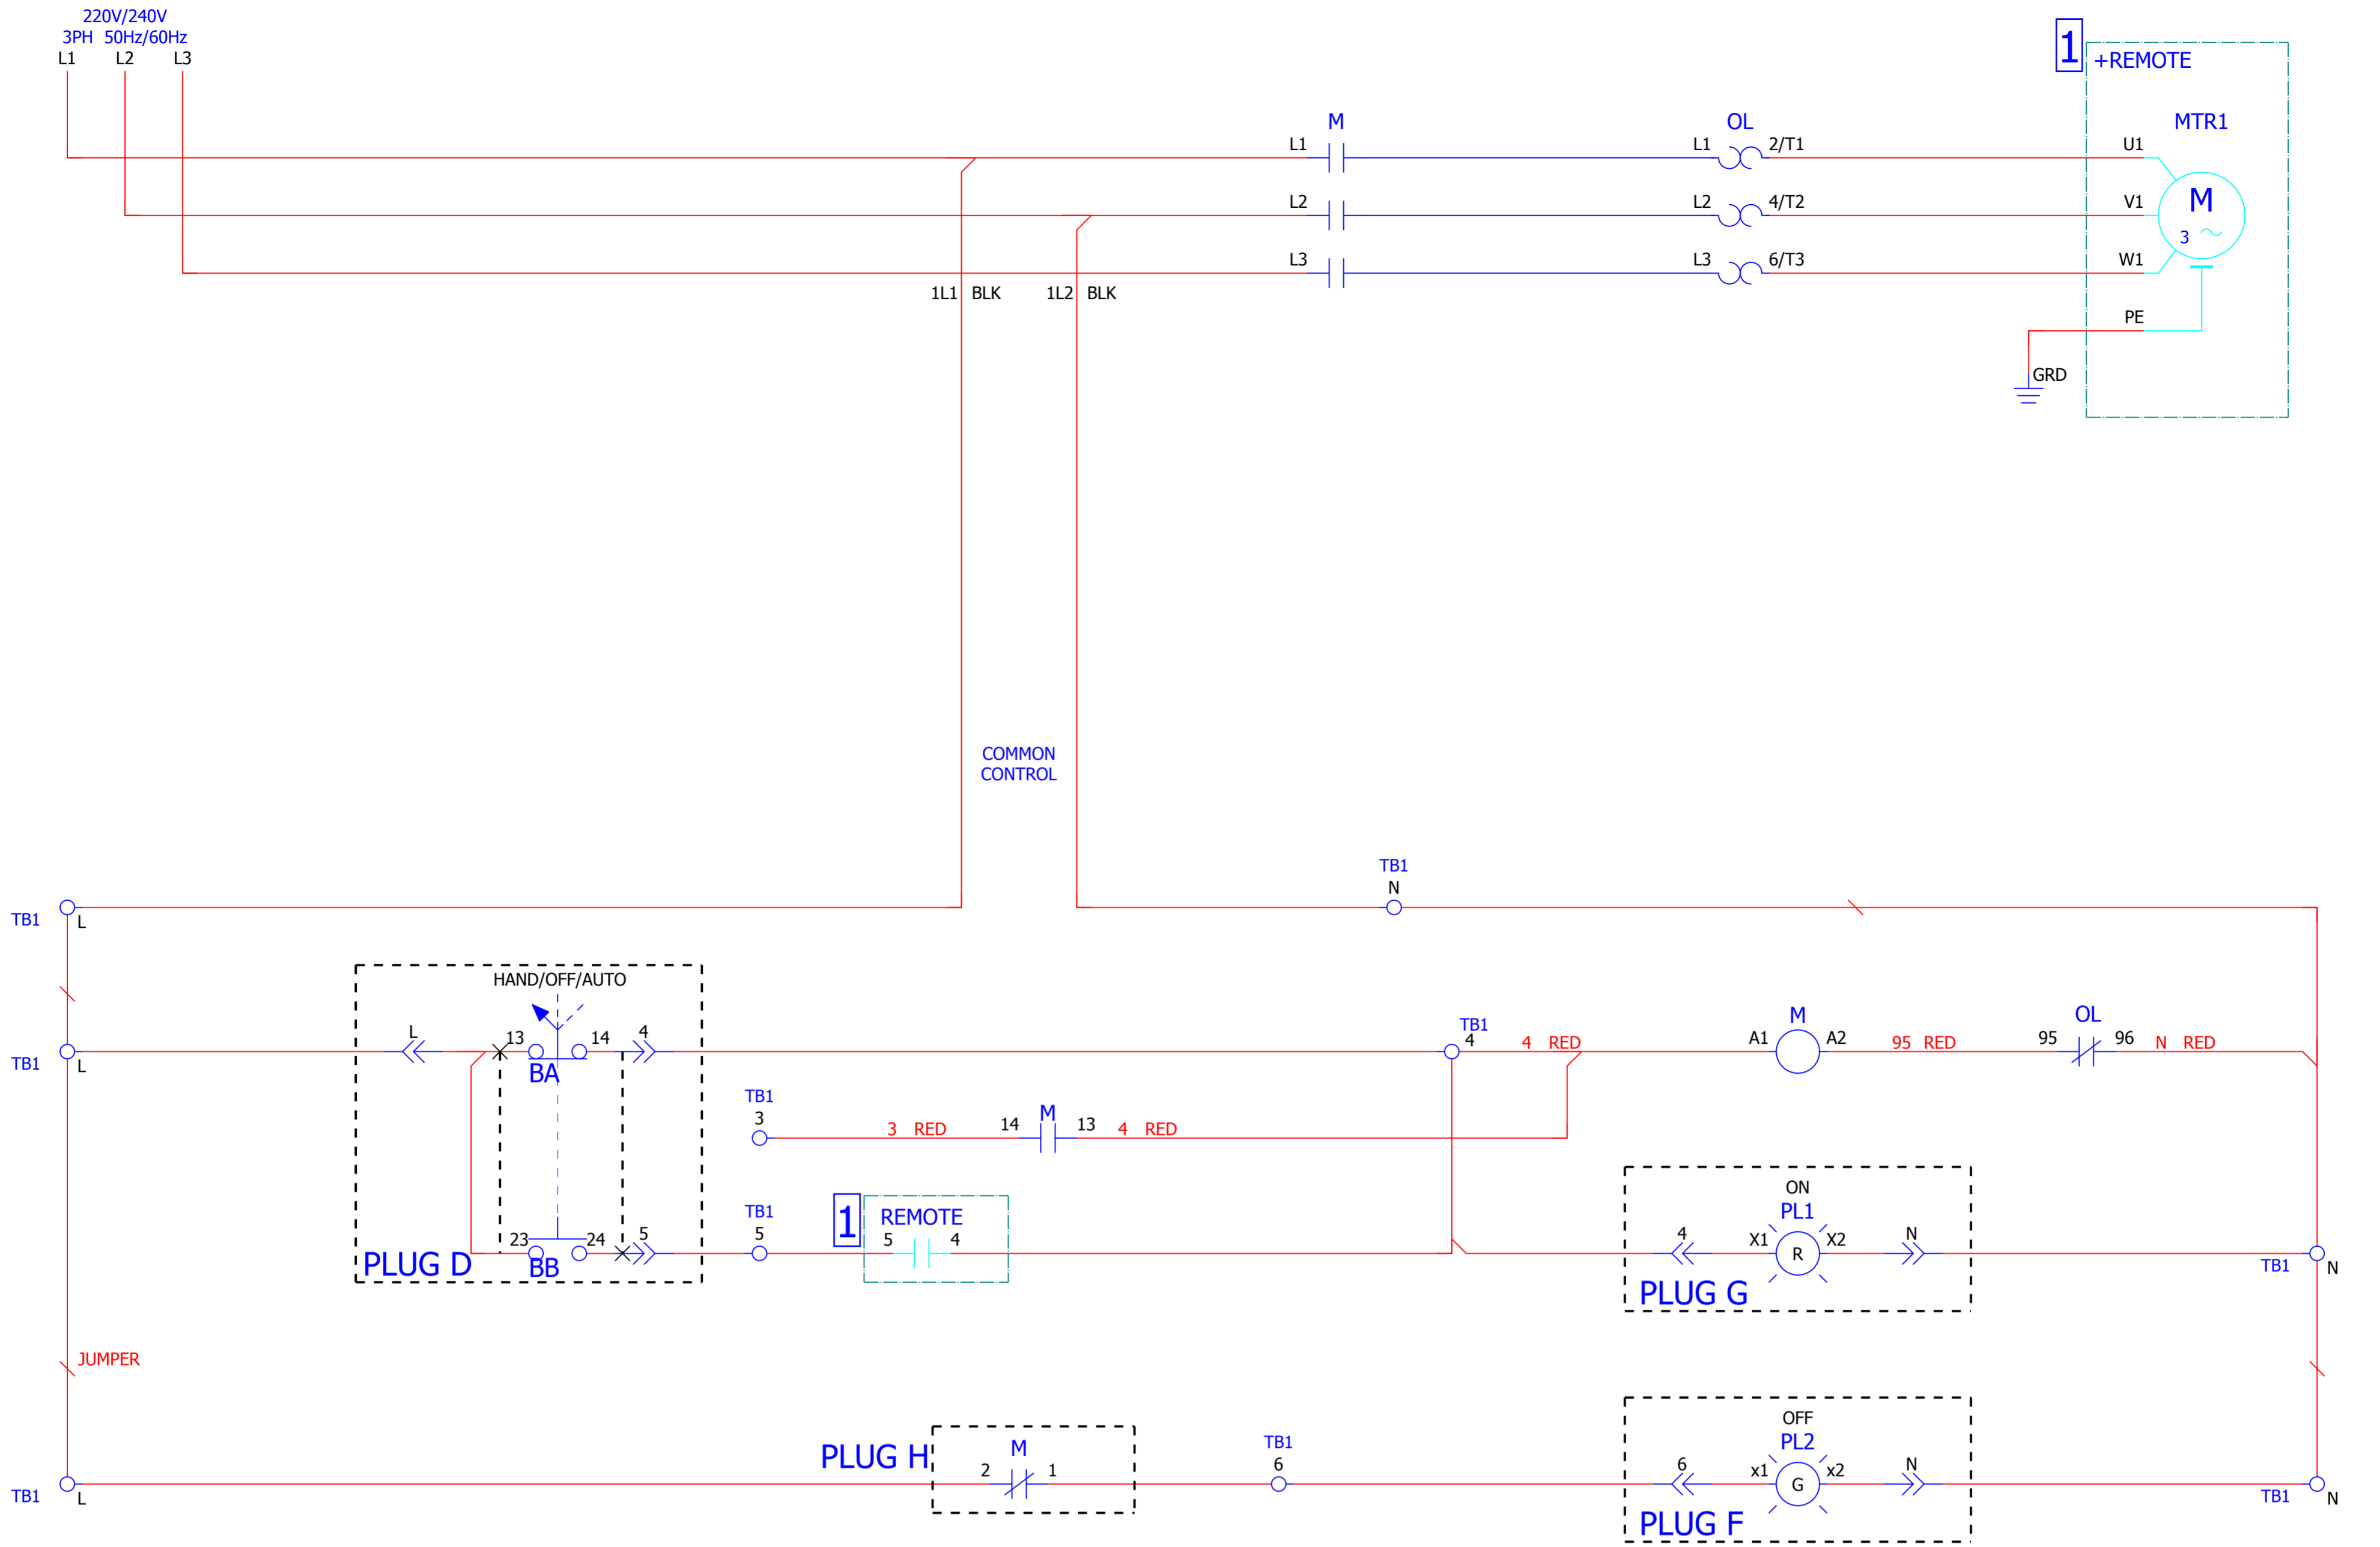 220V/240V
3PH 50Hz/60Hz
L1 L2 L3
1 +REMOTE
M OL MTR1
L1 L1 2/T1 U1
M
L2 L2 4/T2 V1
3
L3 L3 6/T3 W1
1L1 BLK 1L2 BLK
PE
GRD
COMMON
CONTROL
TB1
N
TB1 L
HAND/OFF/AUTO
L 13 14 4
BA
TB1 L
TB1
4 4 RED
M
A1 A2 95 RED
OL
95 96 N RED
TB1
3 3 RED 14 M 13 4 RED
TB1
5
1 REMOTE
5 4
23 24 5
BB
PLUG D
ON
PL1
4 X1 R X2 N
PLUG G
TB1 N
JUMPER
PLUG H
M
2 1
TB1
6
OFF
PL2
6 x1 G x2 N
PLUG F
TB1 L
TB1 N